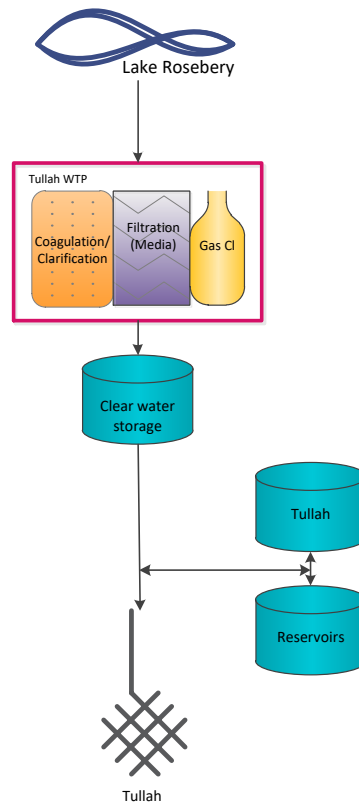 Lake Rosebery
Tullah WTP
Coagulation/
Clarification
Filtration
(Media)
Gas Cl
Clear water
storage
Tullah
Reservoirs
Tullah